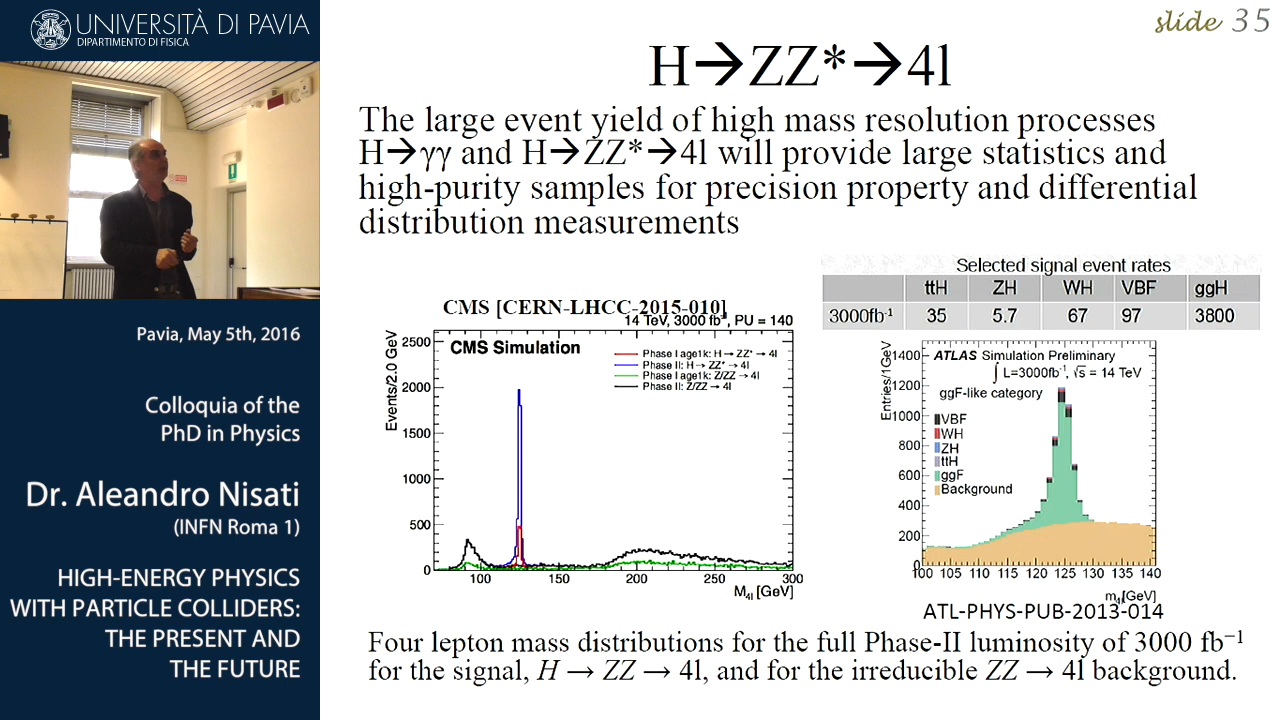 UNIVERSITÀ DI PAVIA
DIPARTIMENTO DI FISICA
Pavia, May 5th, 2016
Colloquia of the
PhD in Physics
Dr. Aleandro Nisati
(INFN Roma 1)
HIGH-ENERGY PHYSICS
WITH PARTICLE COLLIDERS:
THE PRESENT AND
THE FUTURE
slide 35
H→ZZ*→4l
The large event yield of high mass resolution processes
H→γγ and H→ZZ*→4l will provide large statistics and
high-purity samples for precision property and differential
distribution measurements
CMS [CERN-LHCC-2015-010]
14 TeV, 3000 fb⁻¹, PU = 140
CMS Simulation
Phase I age1k: H → ZZ* → 4l
Phase II: H → ZZ* → 4l
Phase I age1k: Z/ZZ → 4l
Phase II: Z/ZZ → 4l
Events/2.0 GeV
2500
2000
1500
1000
500
0
100 150 200 250 300
M4l [GeV]
Selected signal event rates
ttH ZH WH VBF ggH
3000fb⁻¹ 35 5.7 67 97 3800
ATLAS Simulation Preliminary
∫ L=3000fb⁻¹, √s = 14 TeV
ggF-like category
VBF
WH
ZH
ttH
ggF
Background
Entries/1GeV
1400
1200
1000
800
600
400
200
0
100 105 110 115 120 125 130 135 140
m4l[GeV]
ATL-PHYS-PUB-2013-014
Four lepton mass distributions for the full Phase-II luminosity of 3000 fb⁻¹
for the signal, H → ZZ → 4l, and for the irreducible ZZ → 4l background.